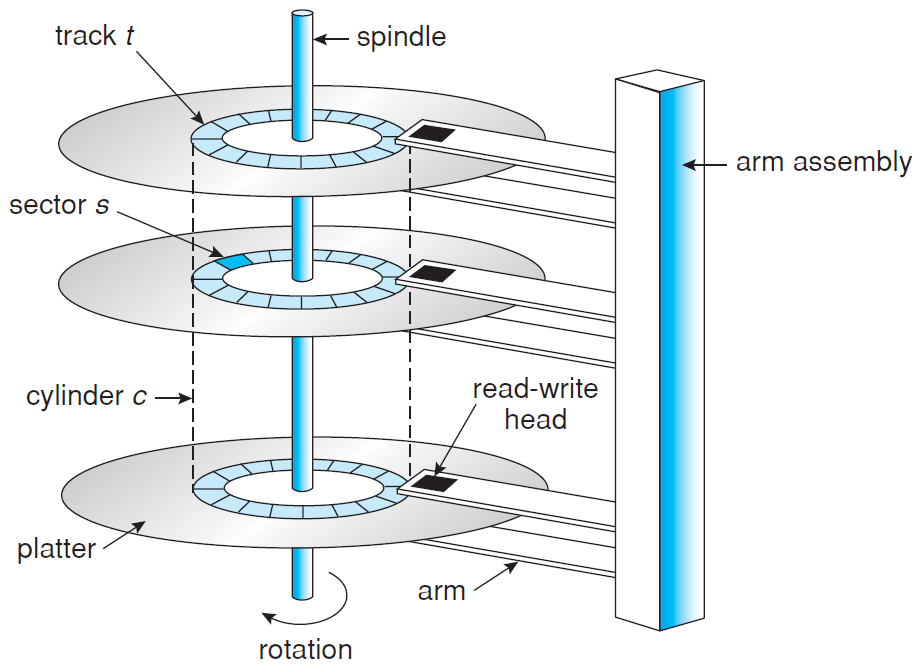 track t
spindle
arm assembly
sector s
cylinder c
read-write
head
platter
arm
rotation